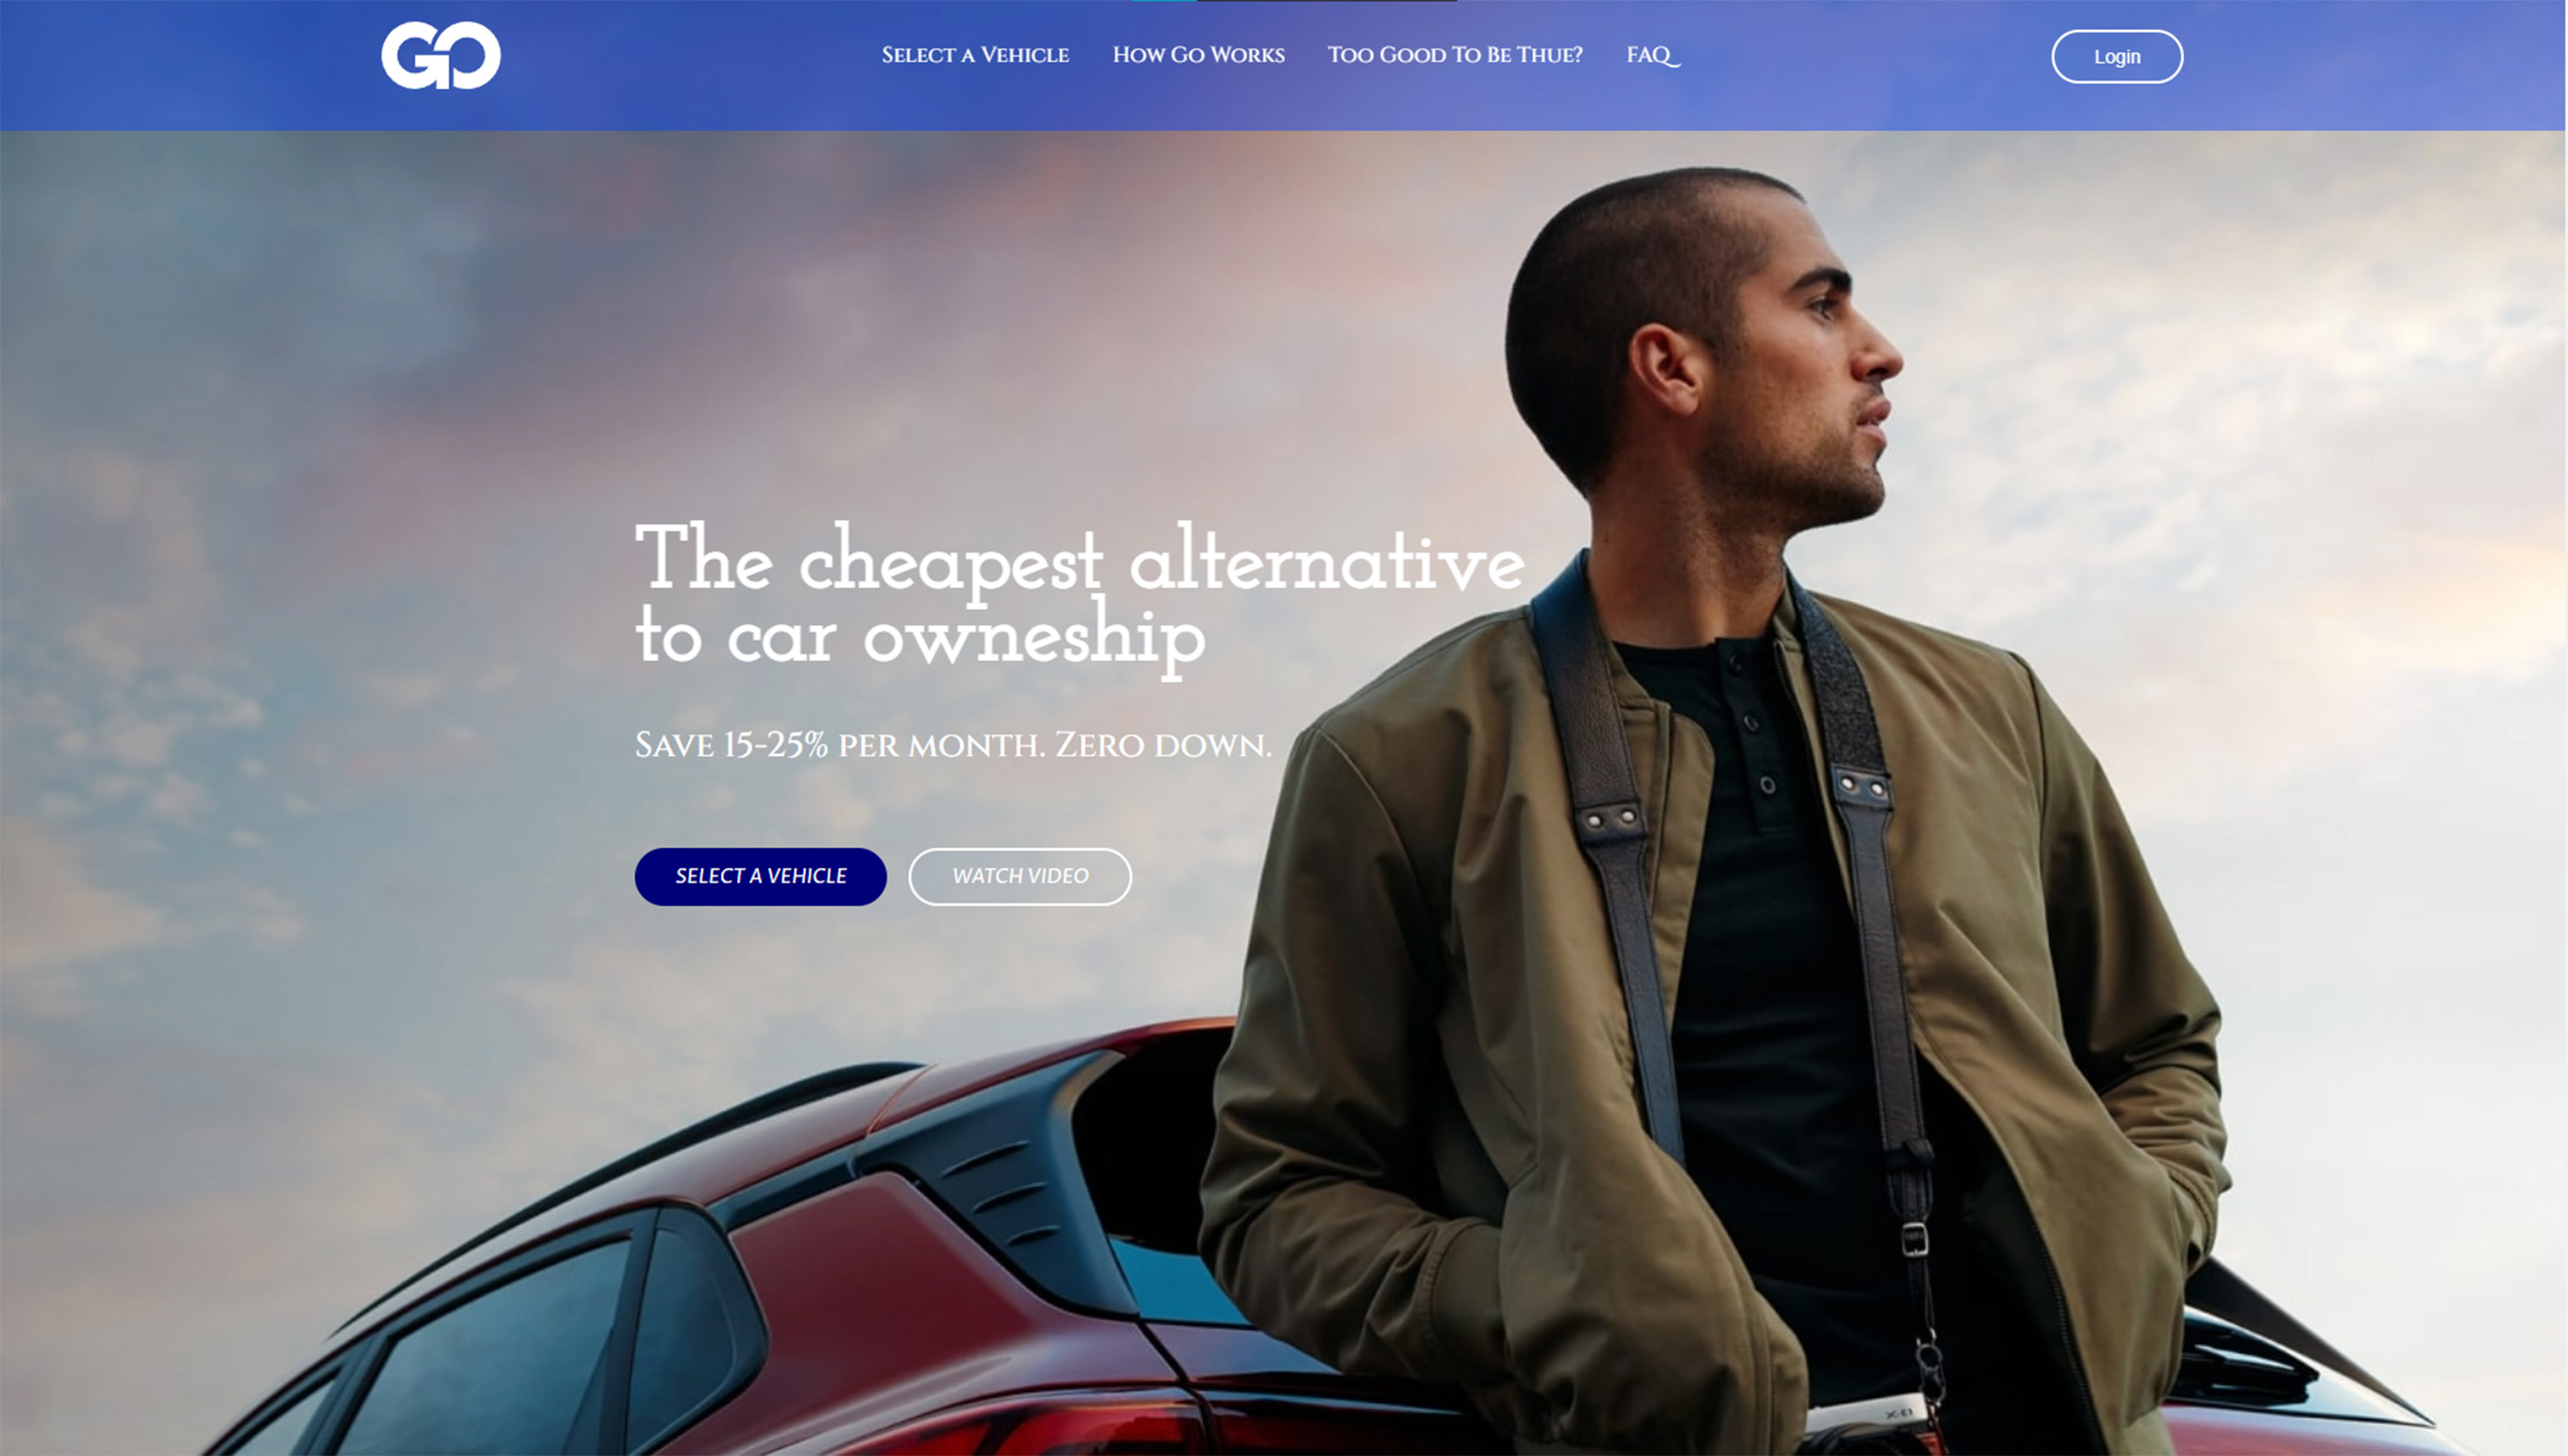 GO
Select a Vehicle How Go Works Too Good To Be Thue? FAQ Login
The cheapest alternative
to car owneship
Save 15-25% per month. Zero down.
SELECT A VEHICLE WATCH VIDEO
X-E1